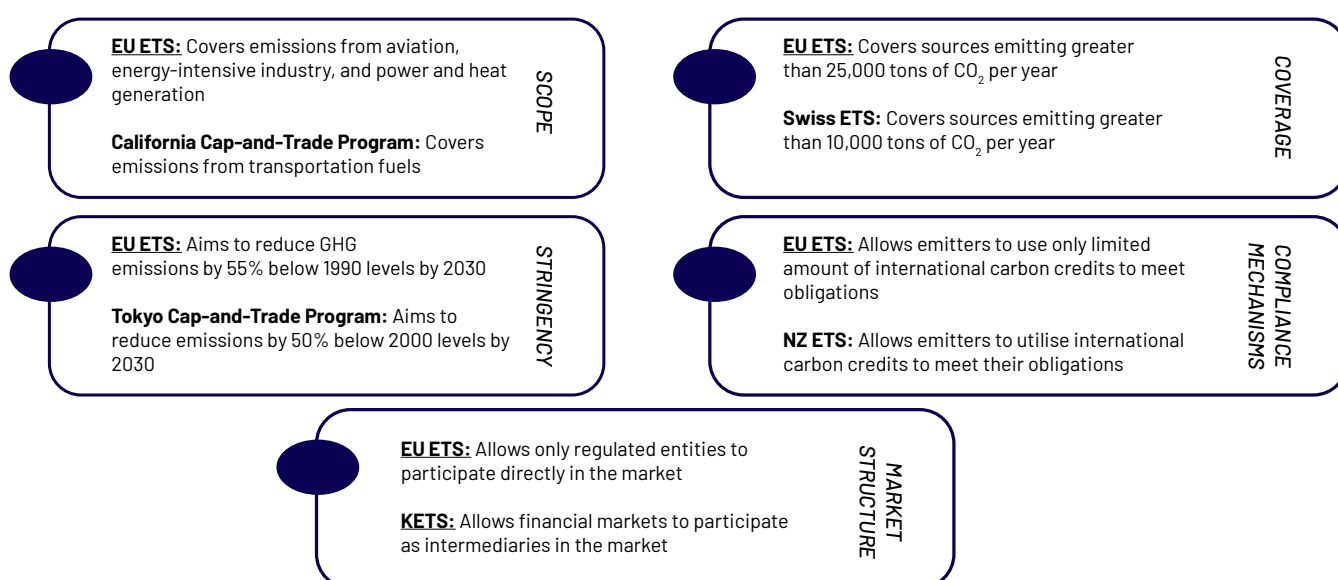 EU ETS: Covers emissions from aviation,
energy-intensive industry, and power and heat
generation
California Cap-and-Trade Program: Covers
emissions from transportation fuels
SCOPE
EU ETS: Covers sources emitting greater
than 25,000 tons of CO₂ per year
Swiss ETS: Covers sources emitting greater
than 10,000 tons of CO₂ per year
COVERAGE
EU ETS: Aims to reduce GHG
emissions by 55% below 1990 levels by 2030
Tokyo Cap-and-Trade Program: Aims to
reduce emissions by 50% below 2000 levels by
2030
STRINGENCY
EU ETS: Allows emitters to use only limited
amount of international carbon credits to meet
obligations
NZ ETS: Allows emitters to utilise international
carbon credits to meet their obligations
COMPLIANCE
MECHANISMS
EU ETS: Allows only regulated entities to
participate directly in the market
KETS: Allows financial markets to participate
as intermediaries in the market
MARKET
STRUCTURE